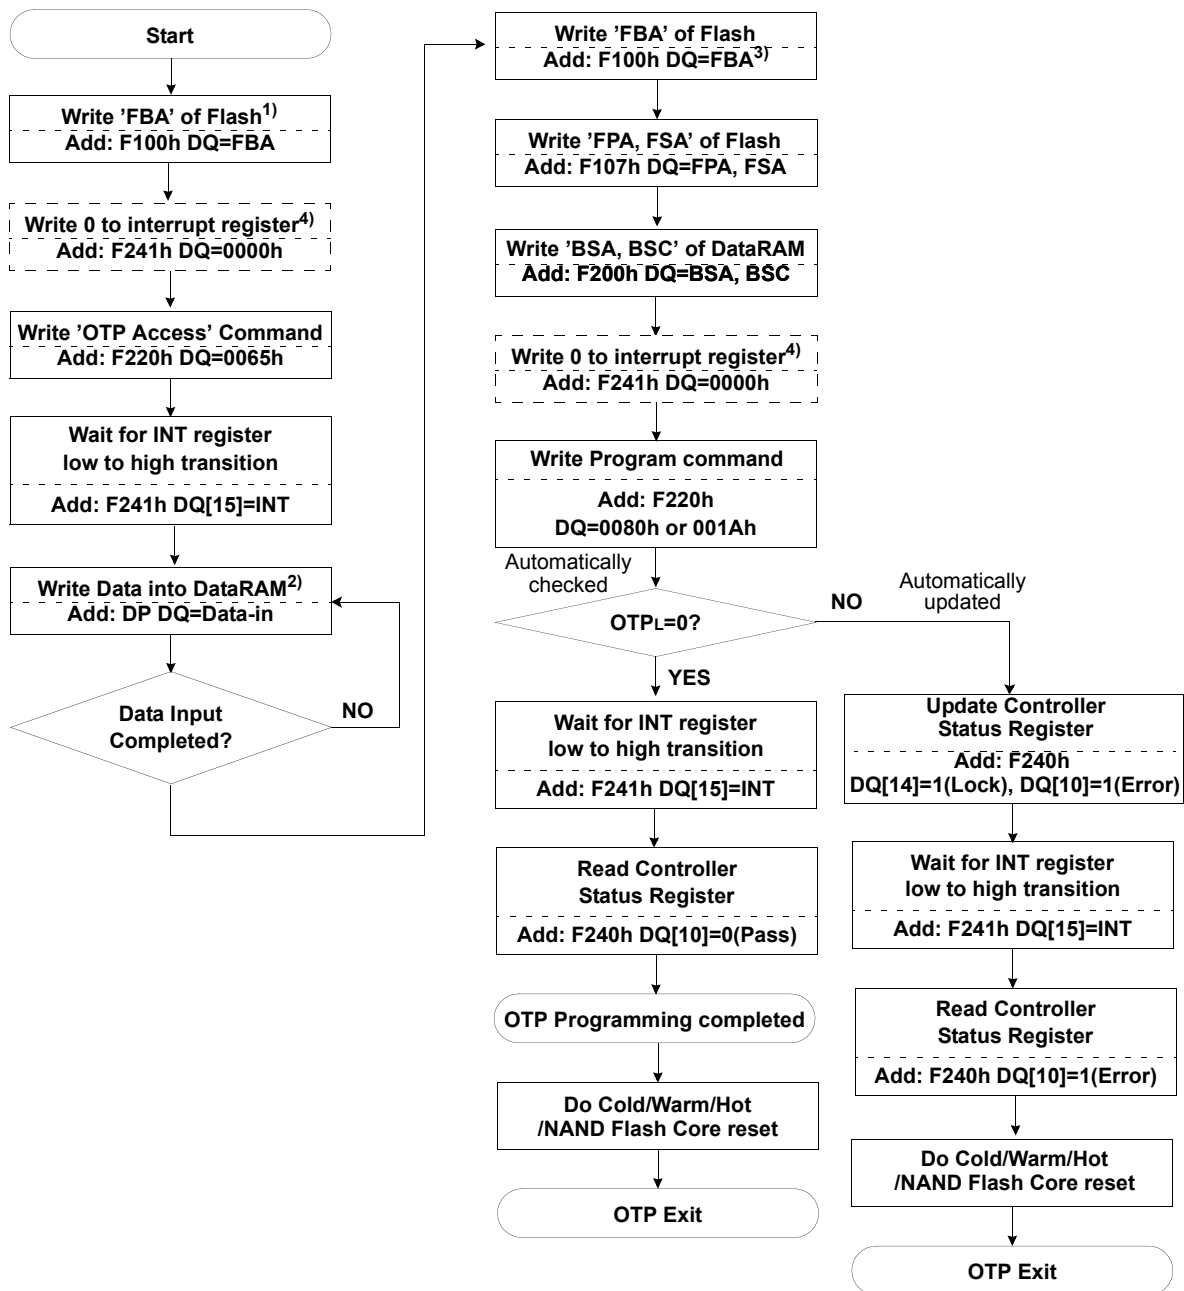 Start
Write ’FBA’ of Flash1)
Add: F100h DQ=FBA
Write 0 to interrupt register4)
Add: F241h DQ=0000h
Write ’OTP Access’ Command
Add: F220h DQ=0065h
Wait for INT register
low to high transition
Add: F241h DQ[15]=INT
Write Data into DataRAM2)
Add: DP DQ=Data-in
Data Input
Completed?
NO
Write ’FBA’ of Flash
Add: F100h DQ=FBA3)
Write ’FPA, FSA’ of Flash
Add: F107h DQ=FPA, FSA
Write ’BSA, BSC’ of DataRAM
Add: F200h DQ=BSA, BSC
Write 0 to interrupt register4)
Add: F241h DQ=0000h
Write Program command
Add: F220h
DQ=0080h or 001Ah
Automatically
checked
OTPL=0?
NO
Automatically
updated
YES
Wait for INT register
low to high transition
Add: F241h DQ[15]=INT
Read Controller
Status Register
Add: F240h DQ[10]=0(Pass)
OTP Programming completed
Do Cold/Warm/Hot
/NAND Flash Core reset
OTP Exit
Update Controller
Status Register
Add: F240h
DQ[14]=1(Lock), DQ[10]=1(Error)
Wait for INT register
low to high transition
Add: F241h DQ[15]=INT
Read Controller
Status Register
Add: F240h DQ[10]=1(Error)
Do Cold/Warm/Hot
/NAND Flash Core reset
OTP Exit